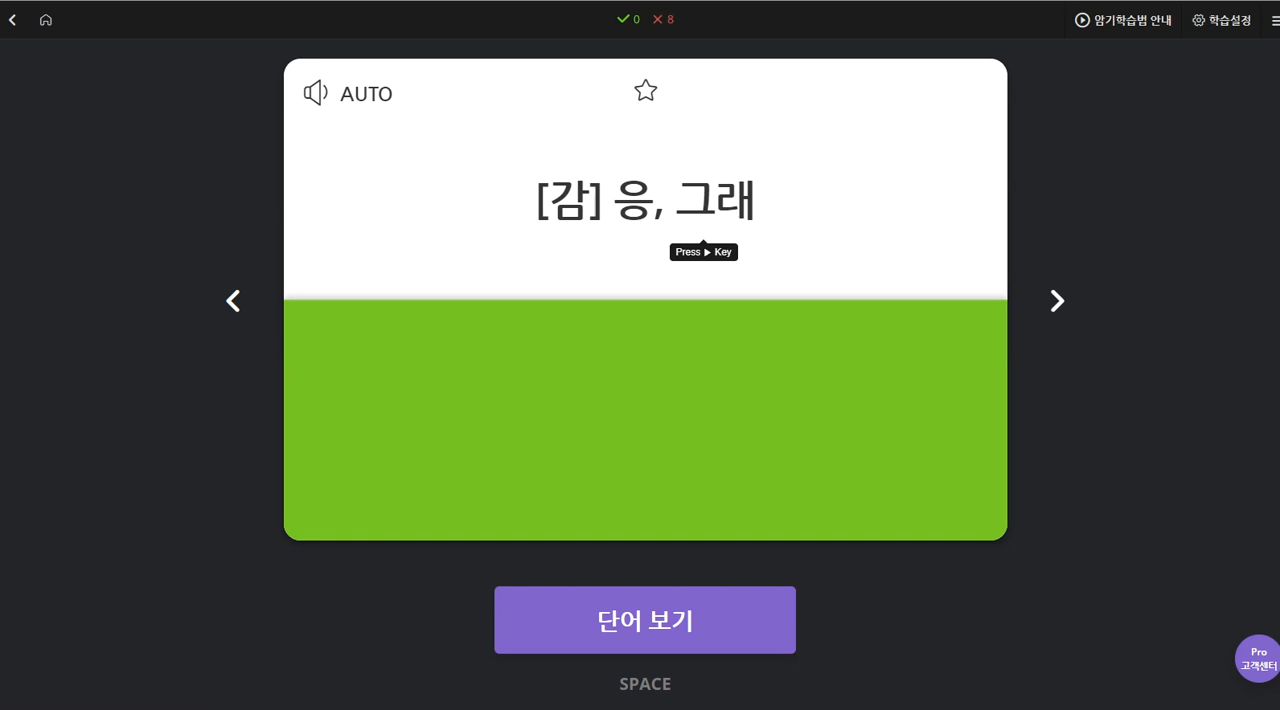 0 8 암기학습법 안내 학습설정
AUTO
[감] 응, 그래
Press ▶ Key
단어 보기
SPACE
Pro
고객센터